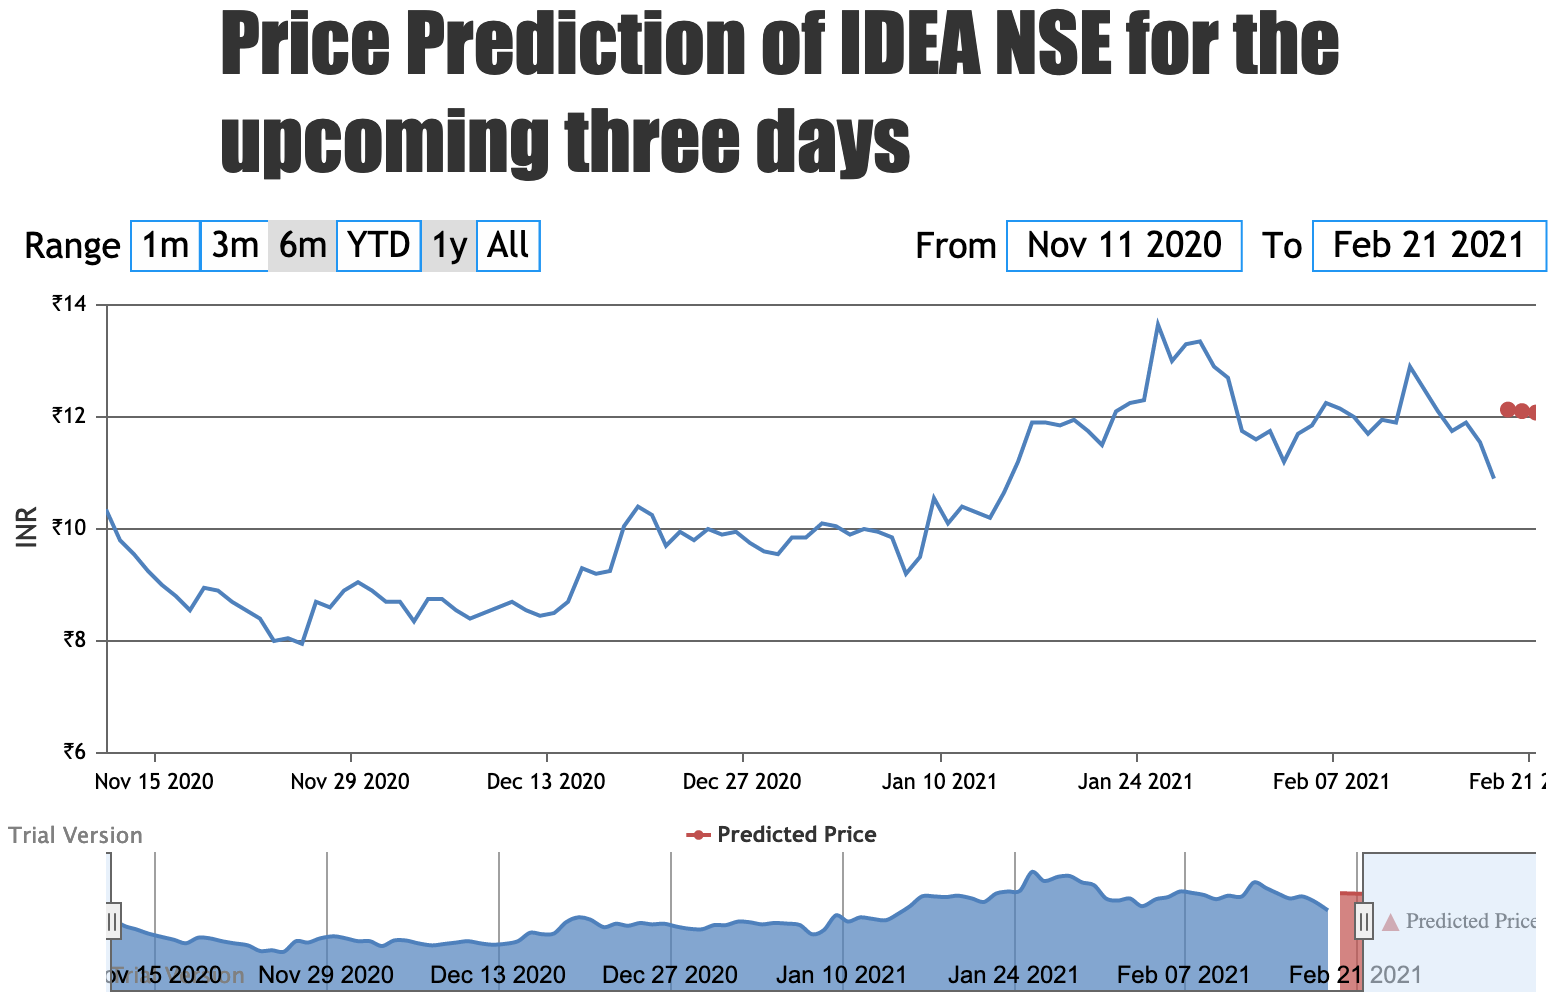 Price Prediction of IDEA NSE for the
upcoming three days
Range 1m 3m 6m YTD 1y All From Nov 11 2020 To Feb 21 2021
₹14
₹12
₹10
₹8
₹6
INR
Nov 15 2020 Nov 29 2020 Dec 13 2020 Dec 27 2020 Jan 10 2021 Jan 24 2021 Feb 07 2021 Feb 21
Trial Version Predicted Price
Predicted Price
Trial Version
ov 15 2020 Nov 29 2020 Dec 13 2020 Dec 27 2020 Jan 10 2021 Jan 24 2021 Feb 07 2021 Feb 21 2021